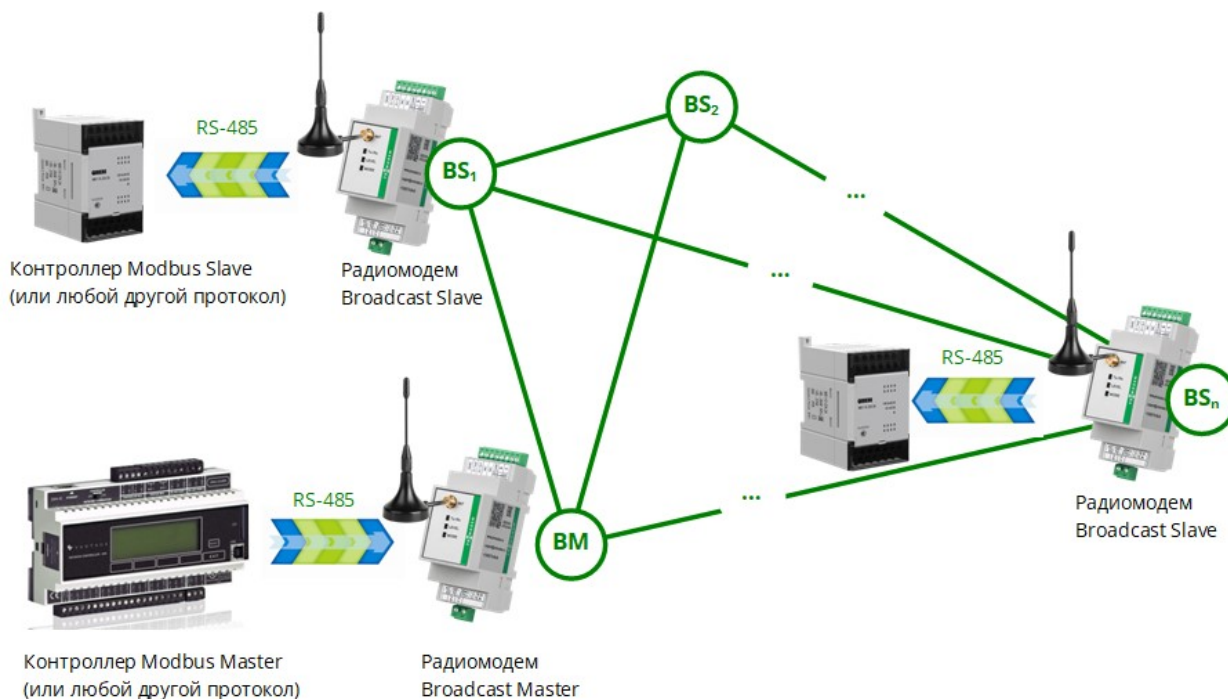 BS₂
RS-485
BS₁
...
Контроллер Modbus Slave
(или любой другой протокол)
Радиомодем
Broadcast Slave
...
RS-485
BSn
RS-485
...
BM
Радиомодем
Broadcast Slave
Контроллер Modbus Master
(или любой другой протокол)
Радиомодем
Broadcast Master